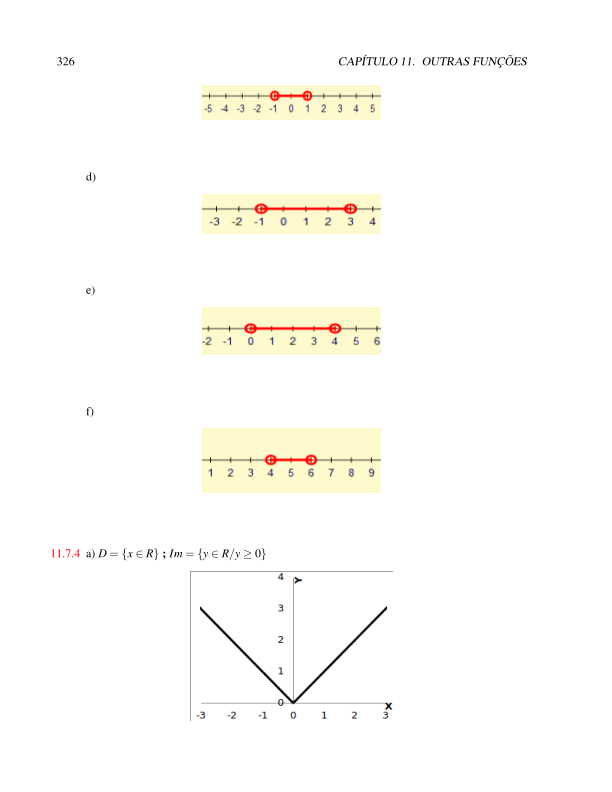 326 CAPÍTULO 11. OUTRAS FUNÇÕES
-5 -4 -3 -2 -1 0 1 2 3 4 5
d)
-3 -2 -1 0 1 2 3 4
e)
-2 -1 0 1 2 3 4 5 6
f)
1 2 3 4 5 6 7 8 9
11.7.4 a) D = {x ∈ R} ; Im = {y ∈ R/y ≥ 0}
4 Y
3
2
1
0 X
-3 -2 -1 0 1 2 3